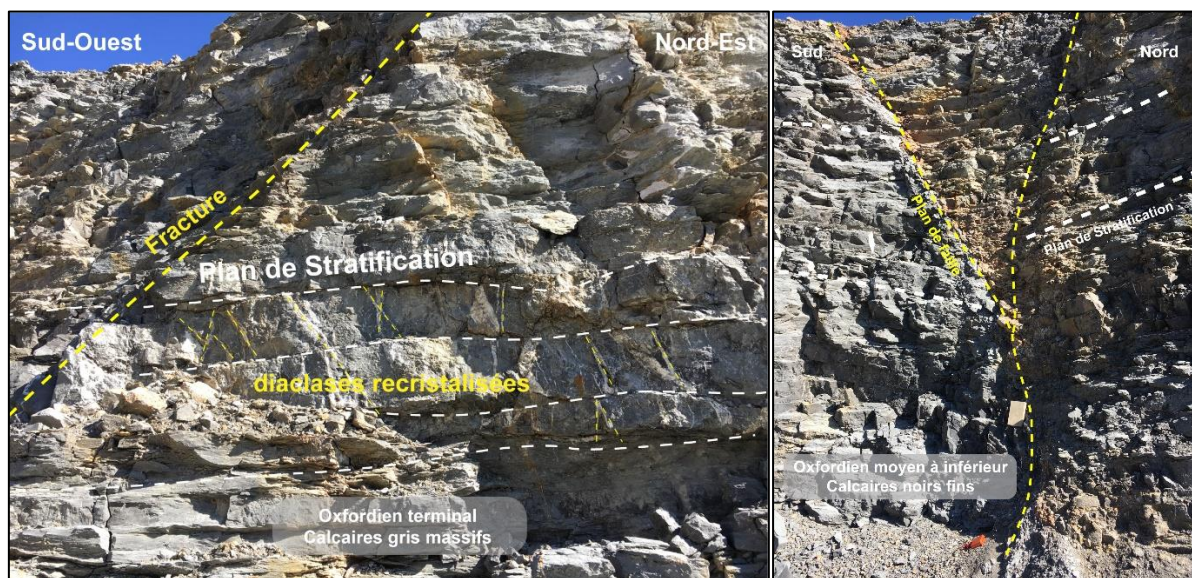 Sud-Ouest
Nord-Est
Fracture
Plan de Stratification
diaclases recristalisées
Oxfordien terminal
Calcaires gris massifs
Sud
Nord
Plan de Faille
Plan de Stratification
Oxfordien moyen à inférieur
Calcaires noirs fins